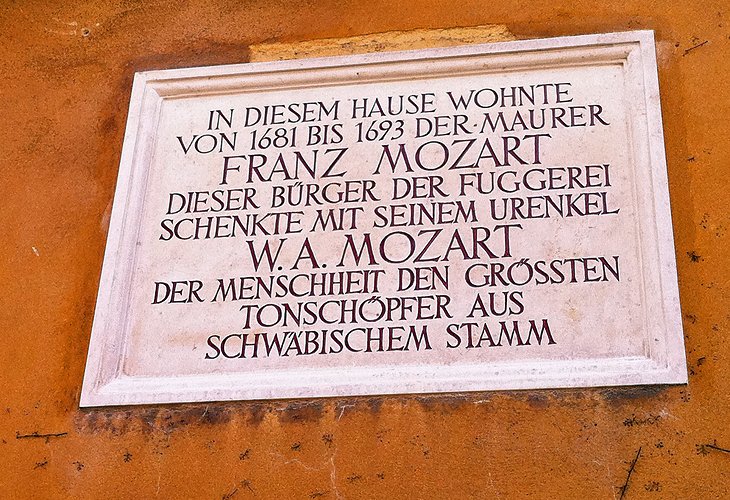 IN DIESEM HAUSE WOHNTE
VON 1681 BIS 1693 DER·MAURER
FRANZ MOZART
DIESER BÜRGER DER FUGGEREI
SCHENKTE MIT SEINEM URENKEL
W. A. MOZART
DER MENSCHHEIT DEN GRÖSSTEN
TONSCHÖPFER AUS
SCHWÄBISCHEM STAMM